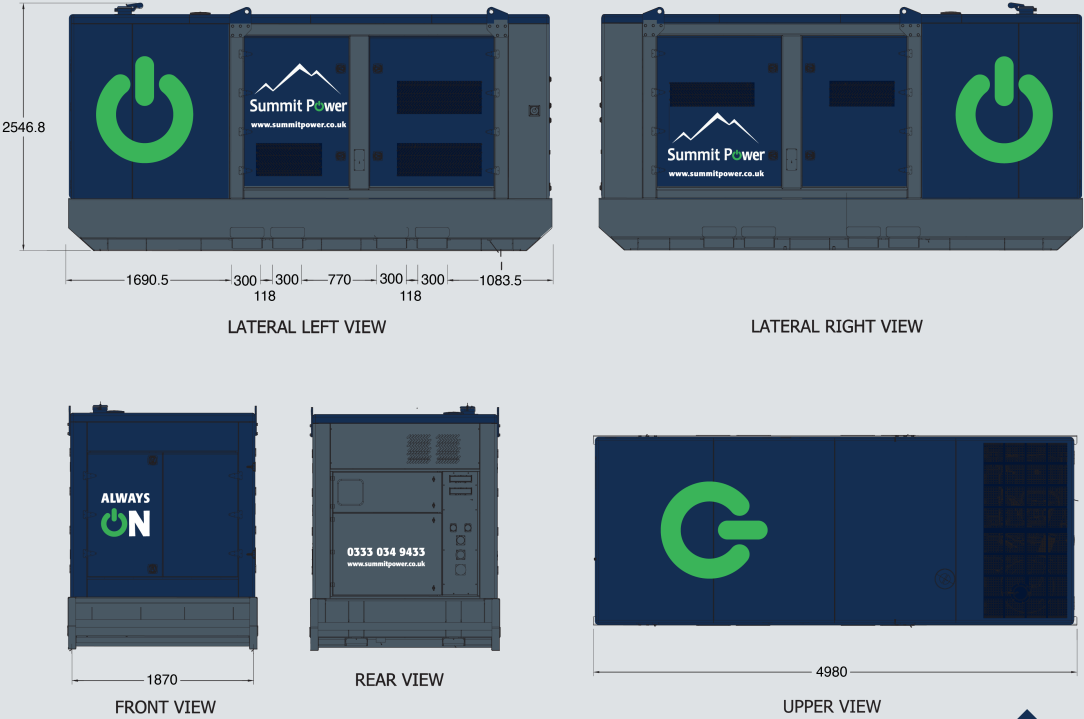 Summit Power
www.summitpower.co.uk
2546.8
1690.5
300
300
770
300
300
1083.5
118
118
LATERAL LEFT VIEW
Summit Power
www.summitpower.co.uk
LATERAL RIGHT VIEW
ALWAYS
ON
1870
FRONT VIEW
0333 034 9433
www.summitpower.co.uk
REAR VIEW
4980
UPPER VIEW